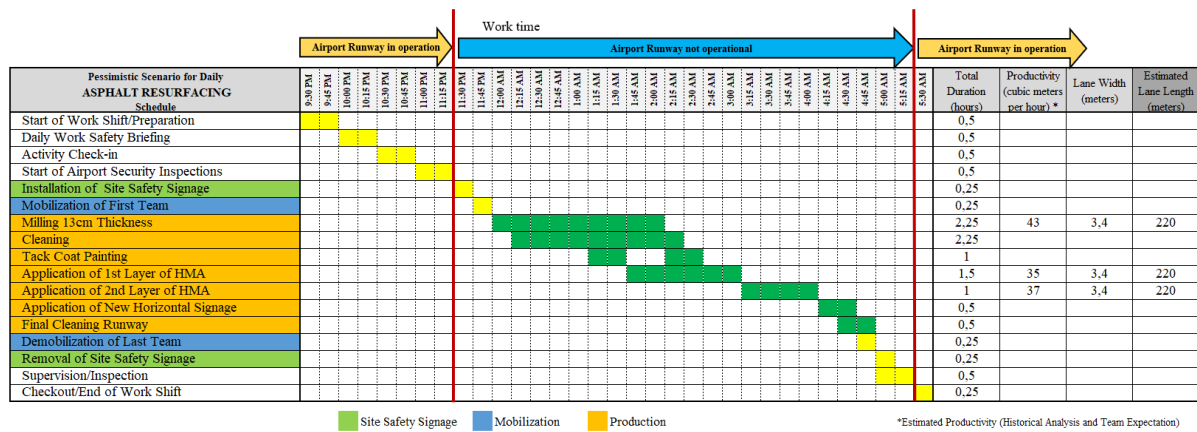 Work time
Airport Runway in operation
Airport Runway not operational
Airport Runway in operation
Pessimistic Scenario for Daily
ASPHALT RESURFACING
Schedule
9:30 PM 9:45 PM 10:00 PM 10:15 PM 10:30 PM 10:45 PM 11:00 PM 11:15 PM 11:30 PM 11:45 PM 12:00 AM 12:15 AM 12:30 AM 12:45 AM 1:00 AM 1:15 AM 1:30 AM 1:45 AM 2:00 AM 2:15 AM 2:30 AM 2:45 AM 3:00 AM 3:15 AM 3:30 AM 3:45 AM 4:00 AM 4:15 AM 4:30 AM 4:45 AM 5:00 AM 5:15 AM 5:30 AM
Total
Duration
(hours)
Productivity
(cubic meters
per hour) *
Lane Width
(meters)
Estimated
Lane Length
(meters)
Start of Work Shift/Preparation 0,5
Daily Work Safety Briefing 0,5
Activity Check-in 0,5
Start of Airport Security Inspections 0,5
Installation of Site Safety Signage 0,25
Mobilization of First Team 0,25
Milling 13cm Thickness 2,25 43 3,4 220
Cleaning 2,25
Tack Coat Painting 1
Application of 1st Layer of HMA 1,5 35 3,4 220
Application of 2nd Layer of HMA 1 37 3,4 220
Application of New Horizontal Signage 0,5
Final Cleaning Runway 0,5
Demobilization of Last Team 0,25
Removal of Site Safety Signage 0,25
Supervision/Inspection 0,5
Checkout/End of Work Shift 0,25
Site Safety Signage
Mobilization
Production
*Estimated Productivity (Historical Analysis and Team Expectation)